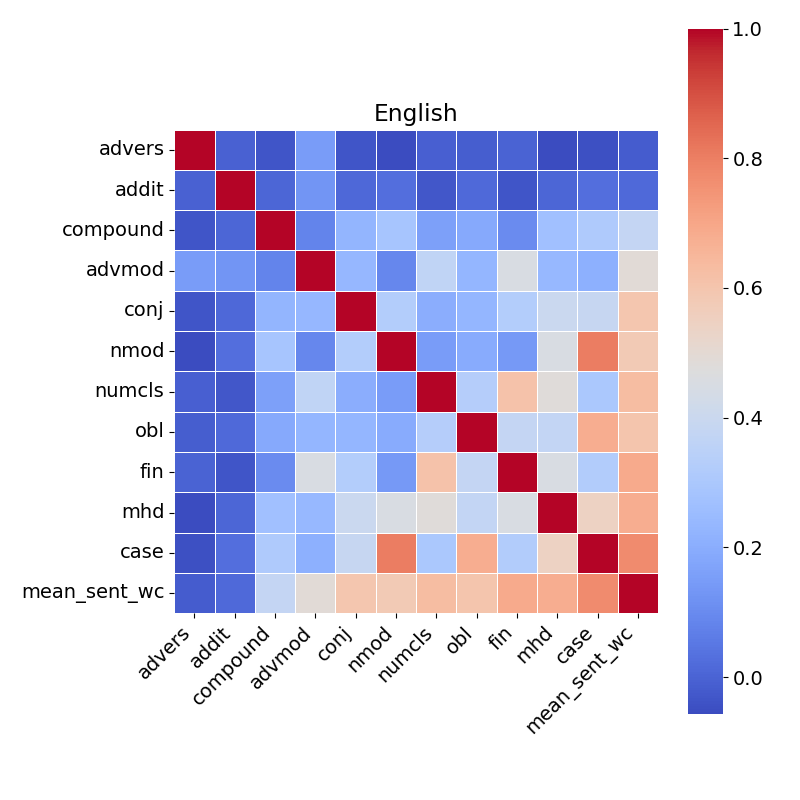 English
advers
addit
compound
advmod
conj
nmod
numcls
obl
fin
mhd
case
mean_sent_wc
advers
addit
compound
advmod
conj
nmod
numcls
obl
fin
mhd
case
mean_sent_wc
1.0
0.8
0.6
0.4
0.2
0.0